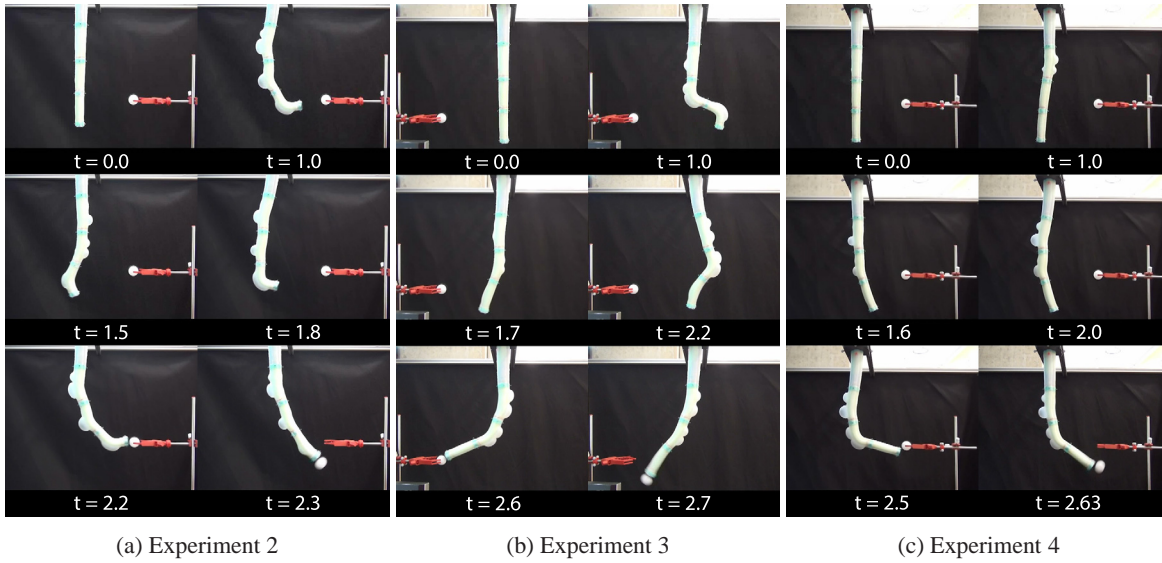 t = 0.0
t = 1.0
t = 1.5
t = 1.8
t = 2.2
t = 2.3
(a) Experiment 2
t = 0.0
t = 1.0
t = 1.7
t = 2.2
t = 2.6
t = 2.7
(b) Experiment 3
t = 0.0
t = 1.0
t = 1.6
t = 2.0
t = 2.5
t = 2.63
(c) Experiment 4